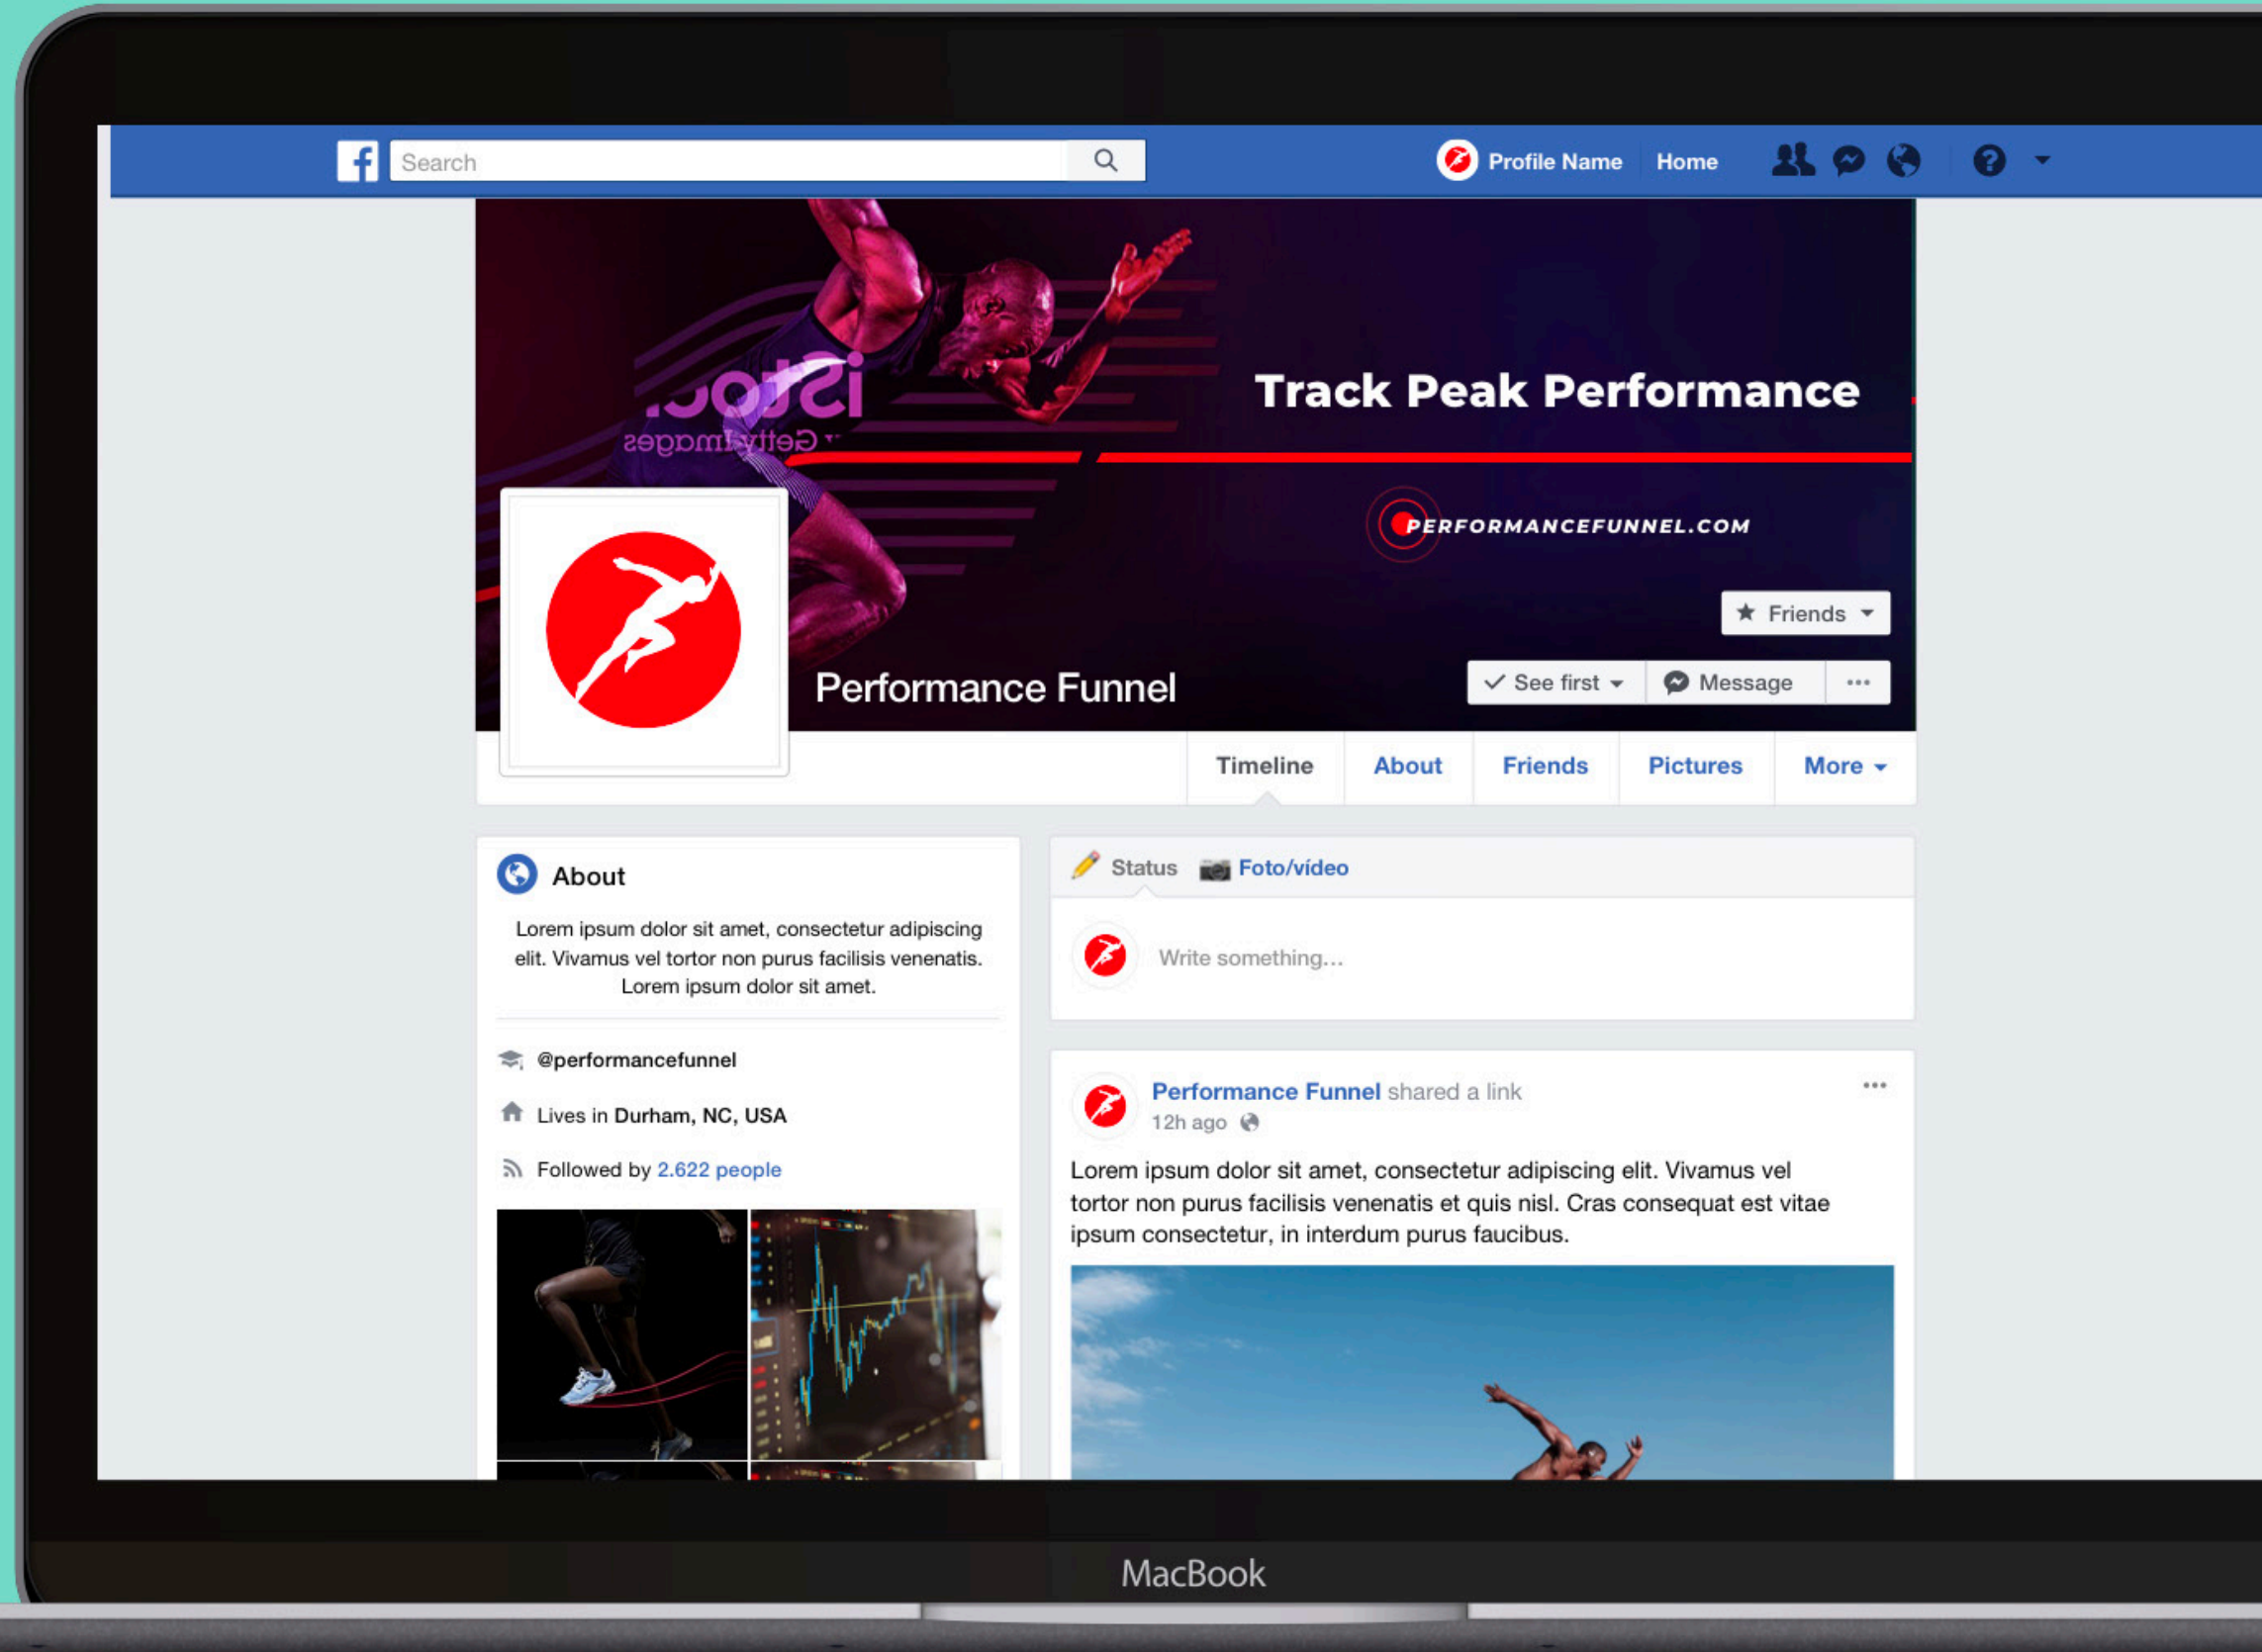 Search
Profile Name Home
iStoc
Getty Images
Track Peak Performance
PERFORMANCEFUNNEL.COM
Friends
Performance Funnel
See first Message
Timeline About Friends Pictures More
About
Lorem ipsum dolor sit amet, consectetur adipiscing
elit. Vivamus vel tortor non purus facilisis venenatis.
Lorem ipsum dolor sit amet.
@performancefunnel
Lives in Durham, NC, USA
Followed by 2.622 people
Status Foto/vídeo
Write something...
Performance Funnel shared a link
12h ago
Lorem ipsum dolor sit amet, consectetur adipiscing elit. Vivamus vel
tortor non purus facilisis venenatis et quis nisl. Cras consequat est vitae
ipsum consectetur, in interdum purus faucibus.
MacBook